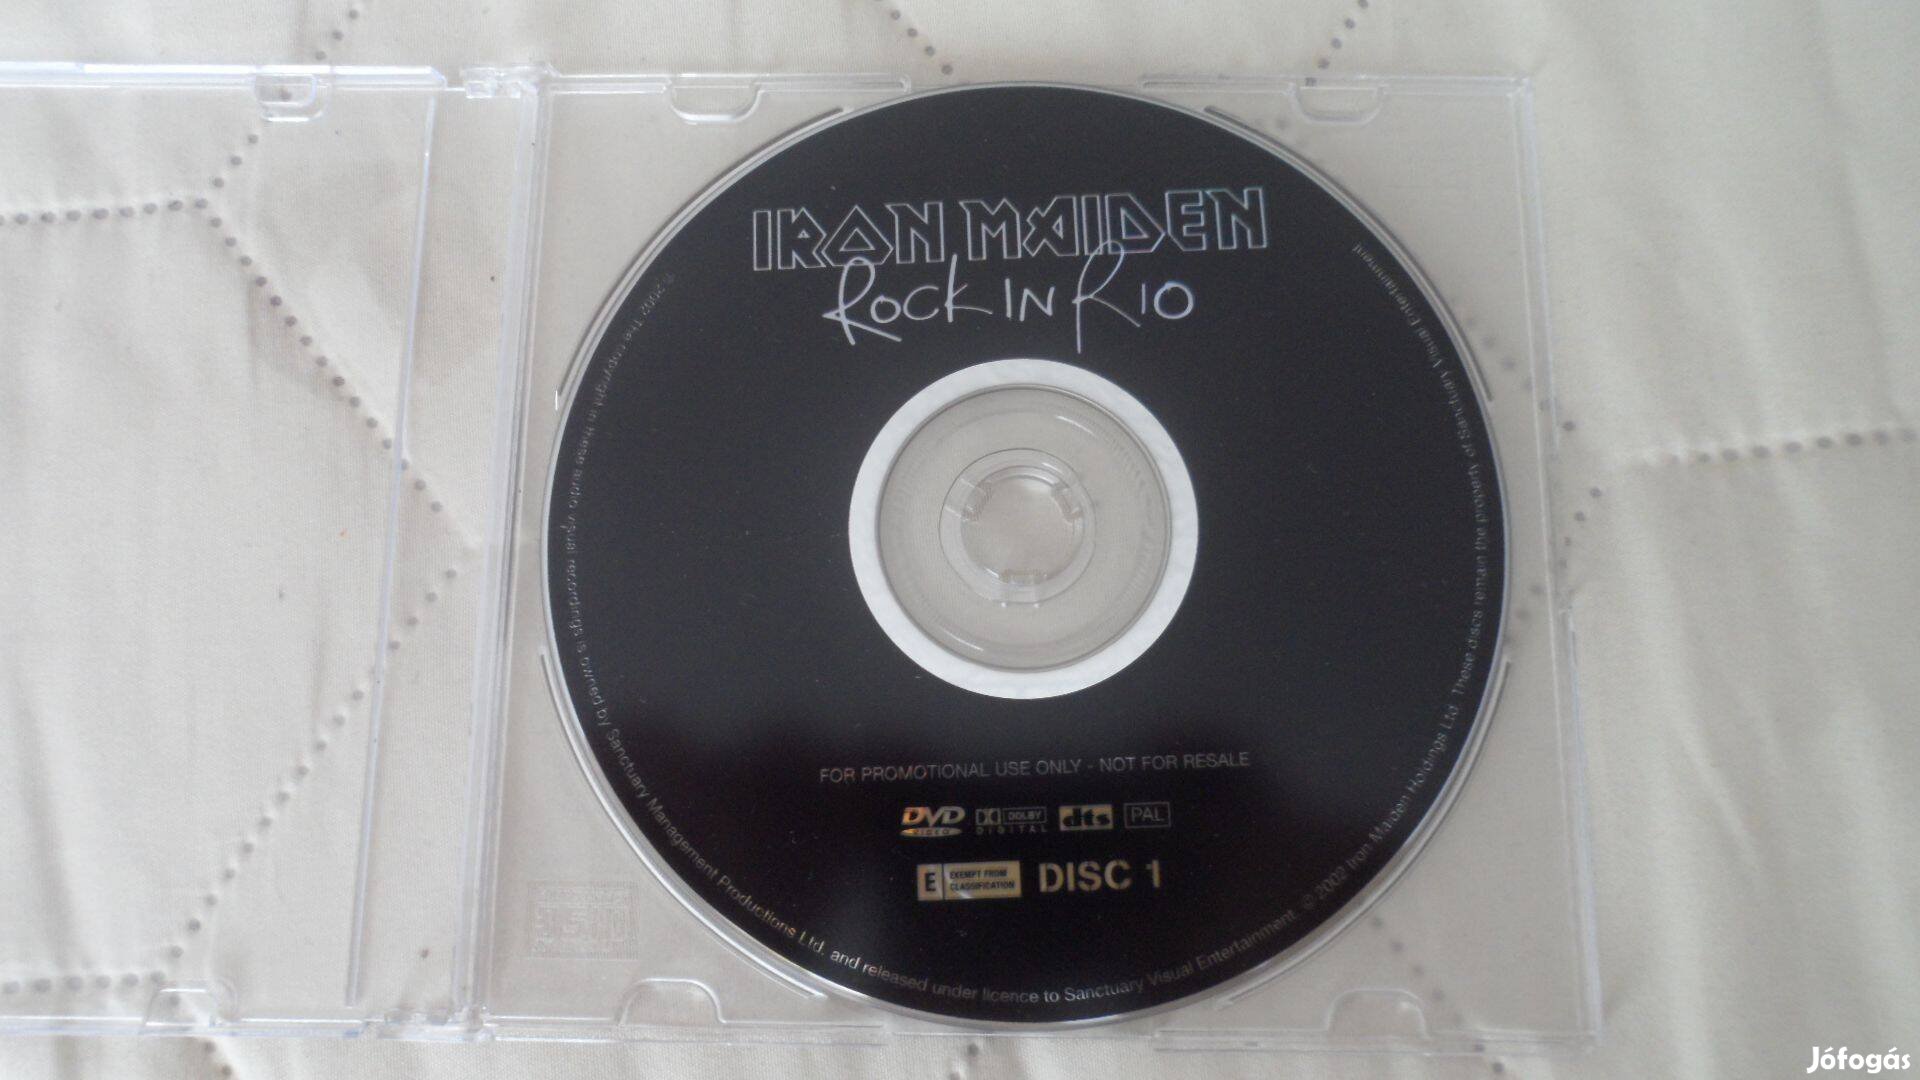 IRON MAIDEN
ROCK IN RIO
FOR PROMOTIONAL USE ONLY - NOT FOR RESALE
DVD VIDEO DOLBY DIGITAL dts PAL
E EXEMPT FROM CLASSIFICATION DISC 1
℗ 2002 The copyright in these audio visual recordings is owned by Sanctuary Management Productions Ltd. and released under licence to Sanctuary Visual Entertainment. © 2002 Iron Maiden Holdings Ltd. These discs remain the property of Sanctuary Visual Entertainment
Jófogás